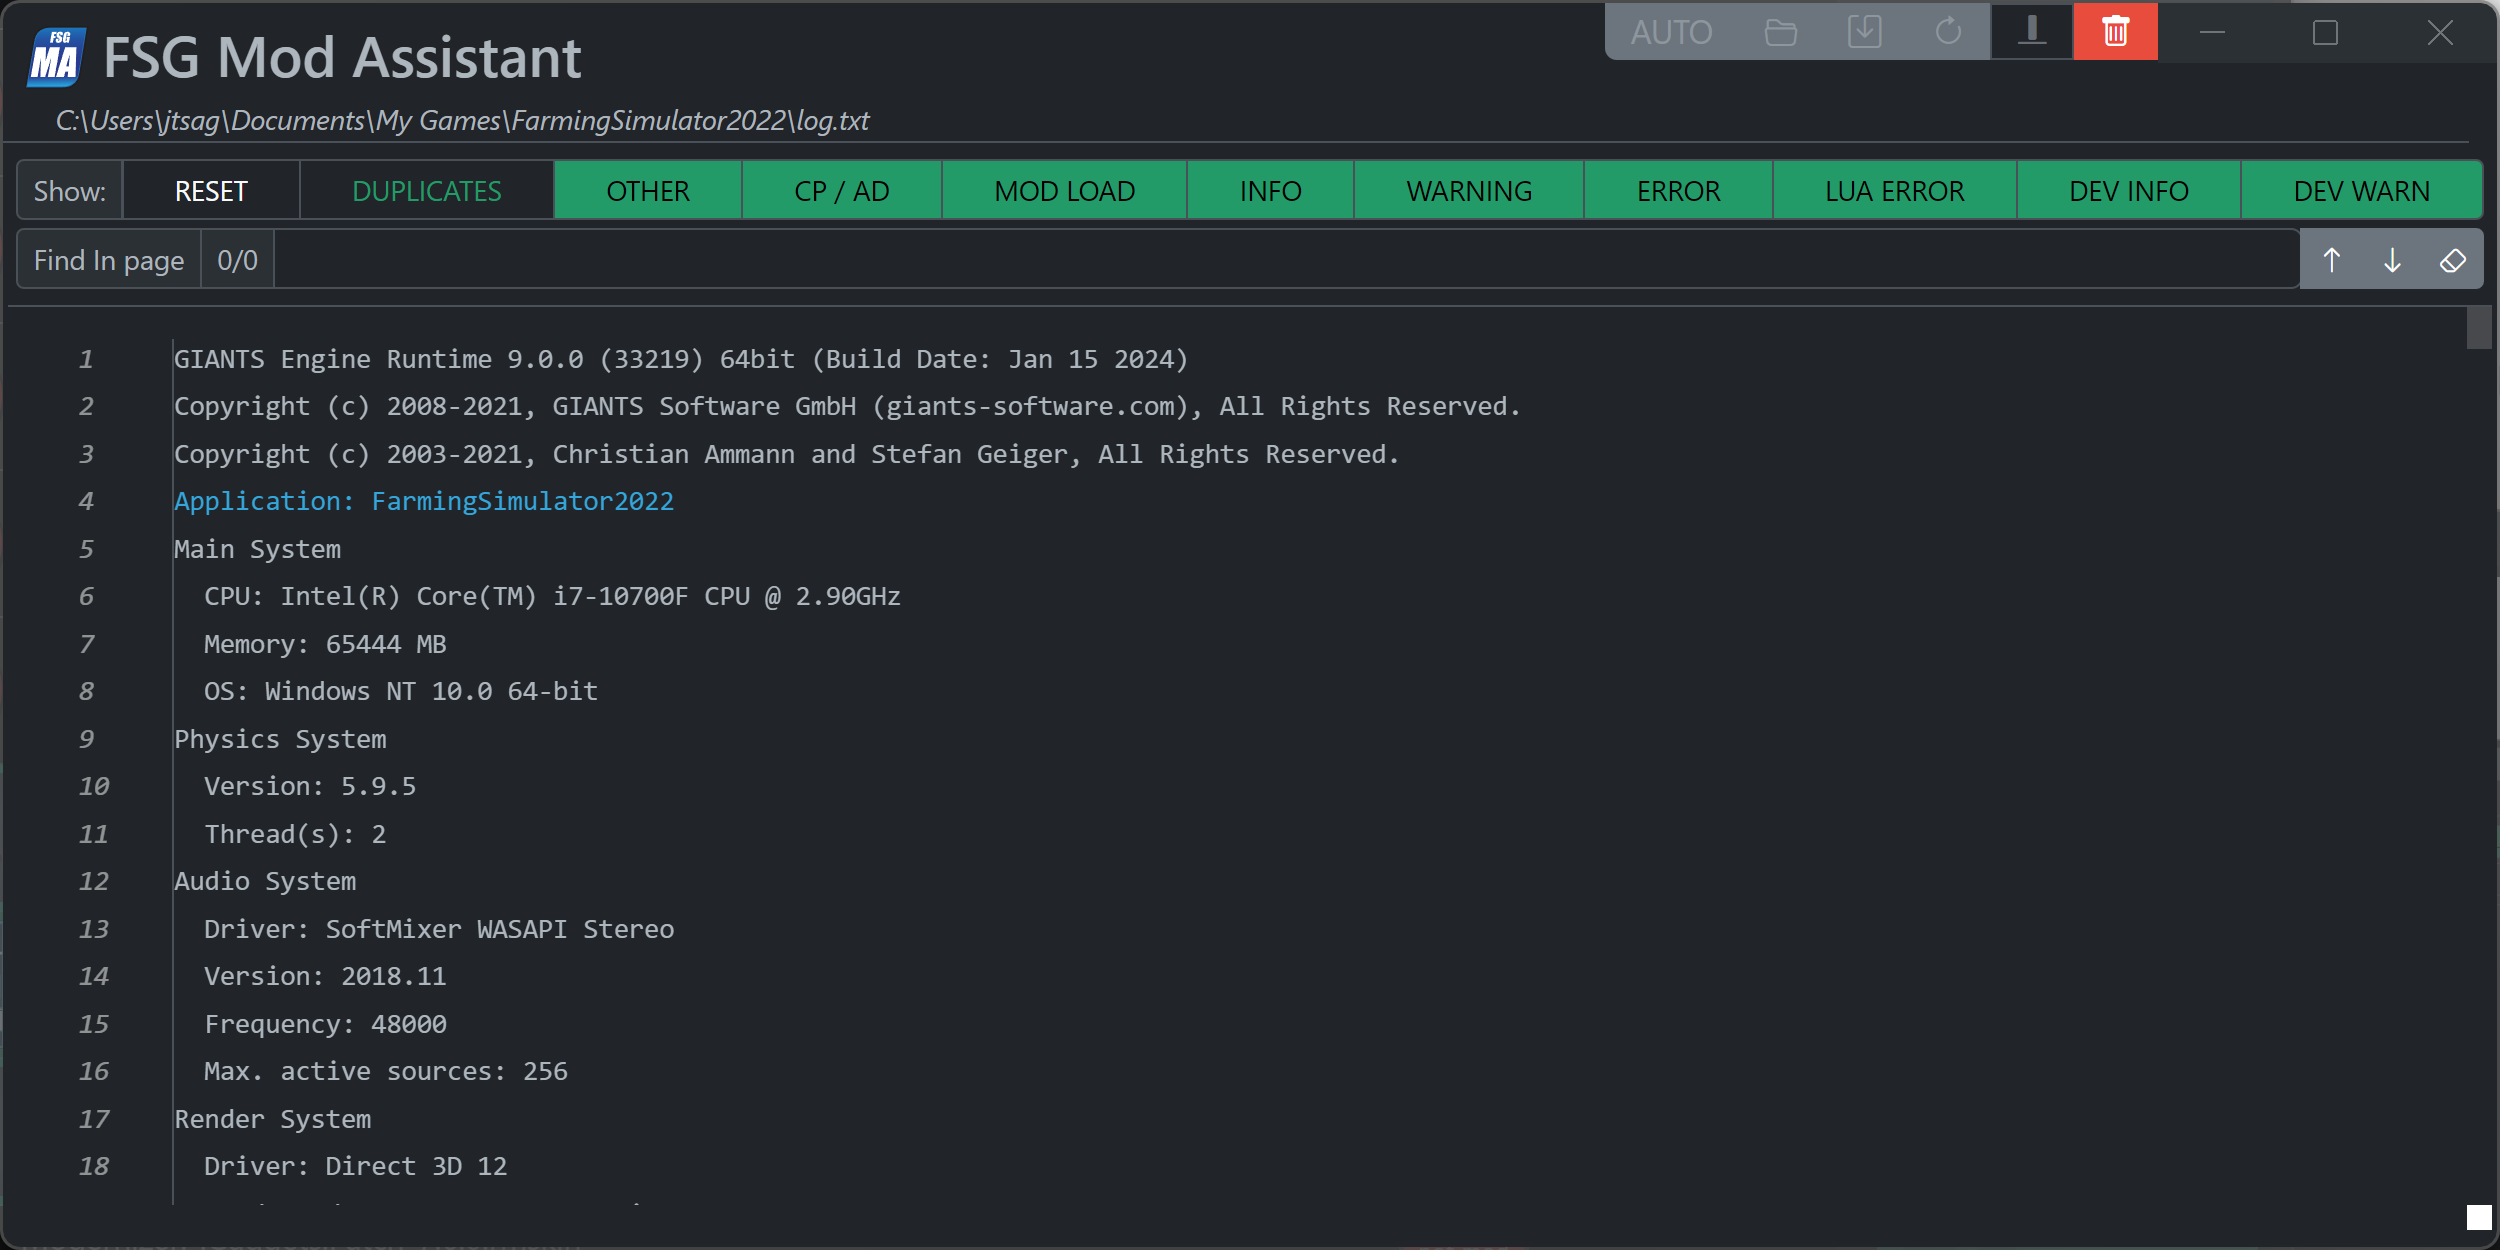 FSG
MA
FSG Mod Assistant
AUTO
C:\Users\jtsag\Documents\My Games\FarmingSimulator2022\log.txt
Show: RESET DUPLICATES OTHER CP / AD MOD LOAD INFO WARNING ERROR LUA ERROR DEV INFO DEV WARN
Find In page 0/0
1 GIANTS Engine Runtime 9.0.0 (33219) 64bit (Build Date: Jan 15 2024)
2 Copyright (c) 2008-2021, GIANTS Software GmbH (giants-software.com), All Rights Reserved.
3 Copyright (c) 2003-2021, Christian Ammann and Stefan Geiger, All Rights Reserved.
4 Application: FarmingSimulator2022
5 Main System
6 CPU: Intel(R) Core(TM) i7-10700F CPU @ 2.90GHz
7 Memory: 65444 MB
8 OS: Windows NT 10.0 64-bit
9 Physics System
10 Version: 5.9.5
11 Thread(s): 2
12 Audio System
13 Driver: SoftMixer WASAPI Stereo
14 Version: 2018.11
15 Frequency: 48000
16 Max. active sources: 256
17 Render System
18 Driver: Direct 3D 12